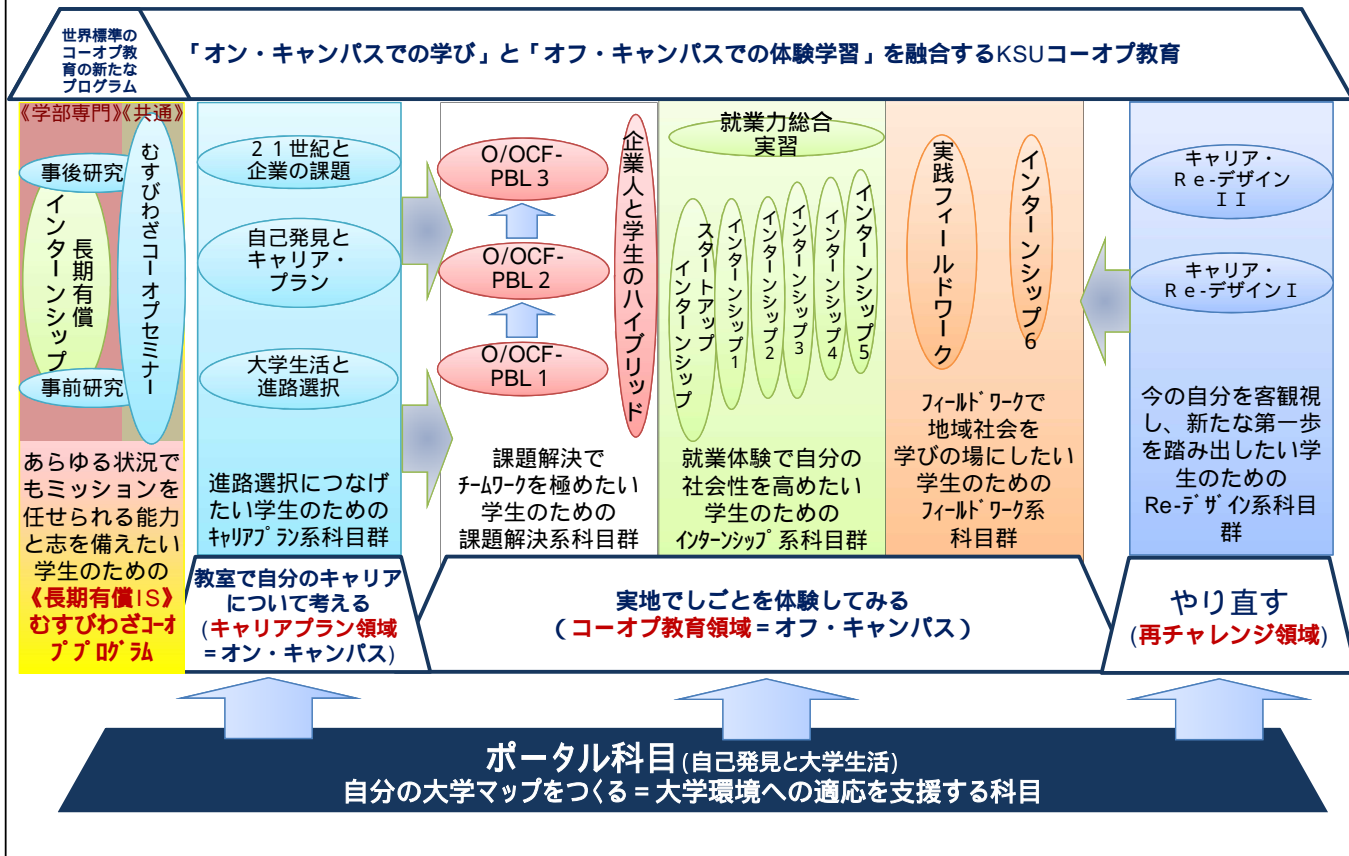 世界標準の
コーオプ教
育の新たな
プログラム
「オン・キャンパスでの学び」と「オフ・キャンパスでの体験学習」を融合するKSUコーオプ教育
《学部専門》
《共通》
事後研究
長期有償
インターンシップ
事前研究
むすびわざコーオプセミナー
あらゆる状況で
もミッションを
任せられる能力
と志を備えたい
学生のための
《長期有償IS》
むすびわざコーオ
ププログラム
21世紀と
企業の課題
自己発見と
キャリア・
プラン
大学生活と
進路選択
進路選択につなげ
たい学生のための
キャリアプラン系科目群
教室で自分のキャリア
について考える
(キャリアプラン領域
=オン・キャンパス)
O/OCF-
PBL3
O/OCF-
PBL2
O/OCF-
PBL1
企業人と学生のハイブリッド
課題解決で
チームワークを極めたい
学生のための
課題解決系科目群
就業力総合
実習
スタートアップ
インターンシップ
インターンシップ1
インターンシップ2
インターンシップ3
インターンシップ4
インターンシップ5
就業体験で自分の
社会性を高めたい
学生のための
インターンシップ系科目群
実践フィールドワーク
インターンシップ6
フィールドワークで
地域社会を
学びの場にしたい
学生のための
フィールドワーク系
科目群
実地でしごとを体験してみる
(コーオプ教育領域=オフ・キャンパス)
キャリア・
Re-デザイン
II
キャリア・
Re-デザインI
今の自分を客観視
し、新たな第一歩
を踏み出したい学
生のための
Re-デザイン系科目
群
やり直す
(再チャレンジ領域)
ポータル科目(自己発見と大学生活)
自分の大学マップをつくる=大学環境への適応を支援する科目